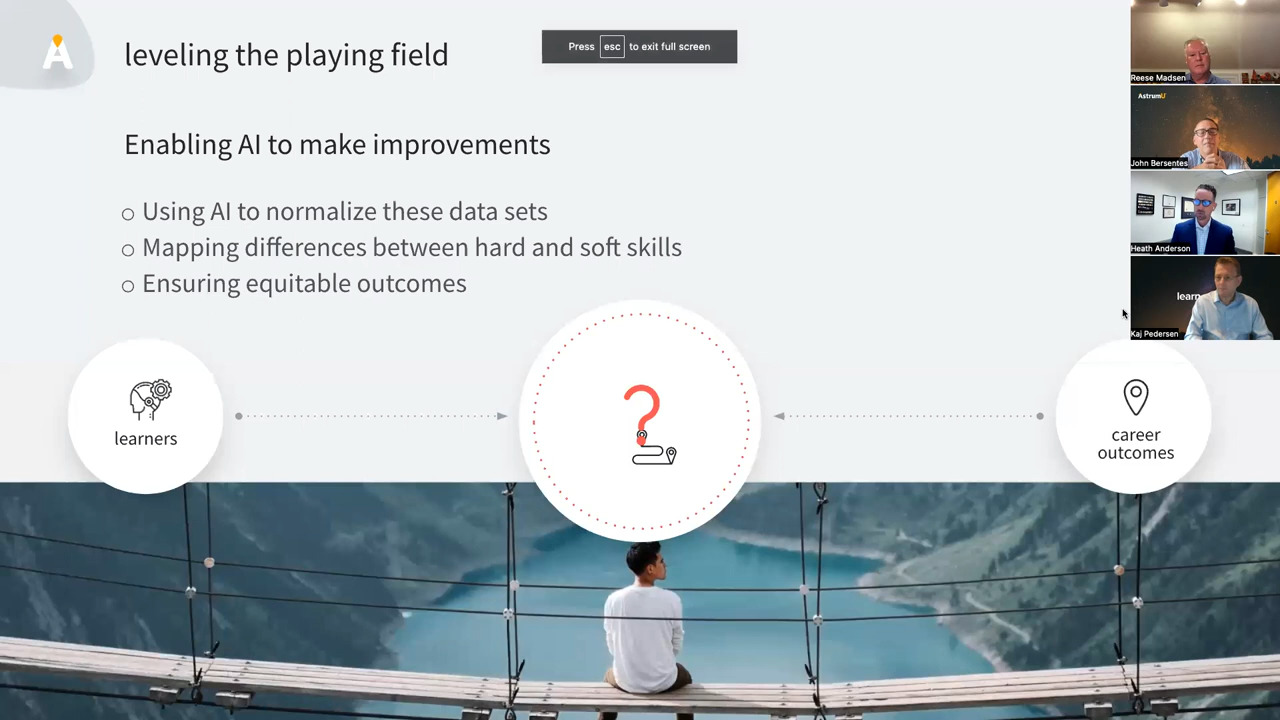 leveling the playing field
Press esc to exit full screen
Enabling AI to make improvements
Using AI to normalize these data sets
Mapping differences between hard and soft skills
Ensuring equitable outcomes
learners
?
career
outcomes
Reese Madsen
AstrumU
John Bersentes
Heath Anderson
learn
Kaj Pedersen